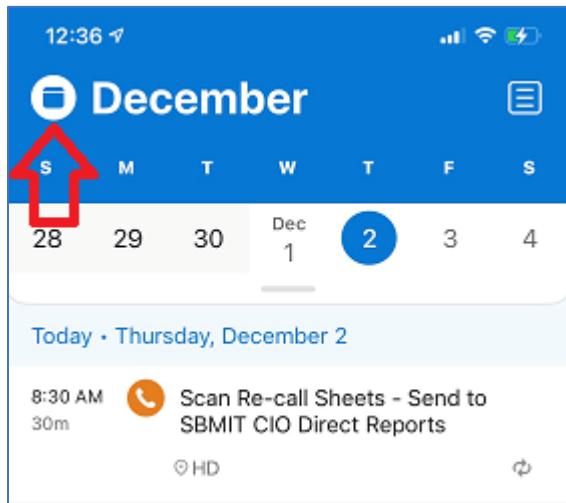 12:36
December
S M T W T F S
28 29 30 Dec 1 2 3 4
Today • Thursday, December 2
8:30 AM Scan Re-call Sheets - Send to
30m SBMIT CIO Direct Reports
HD